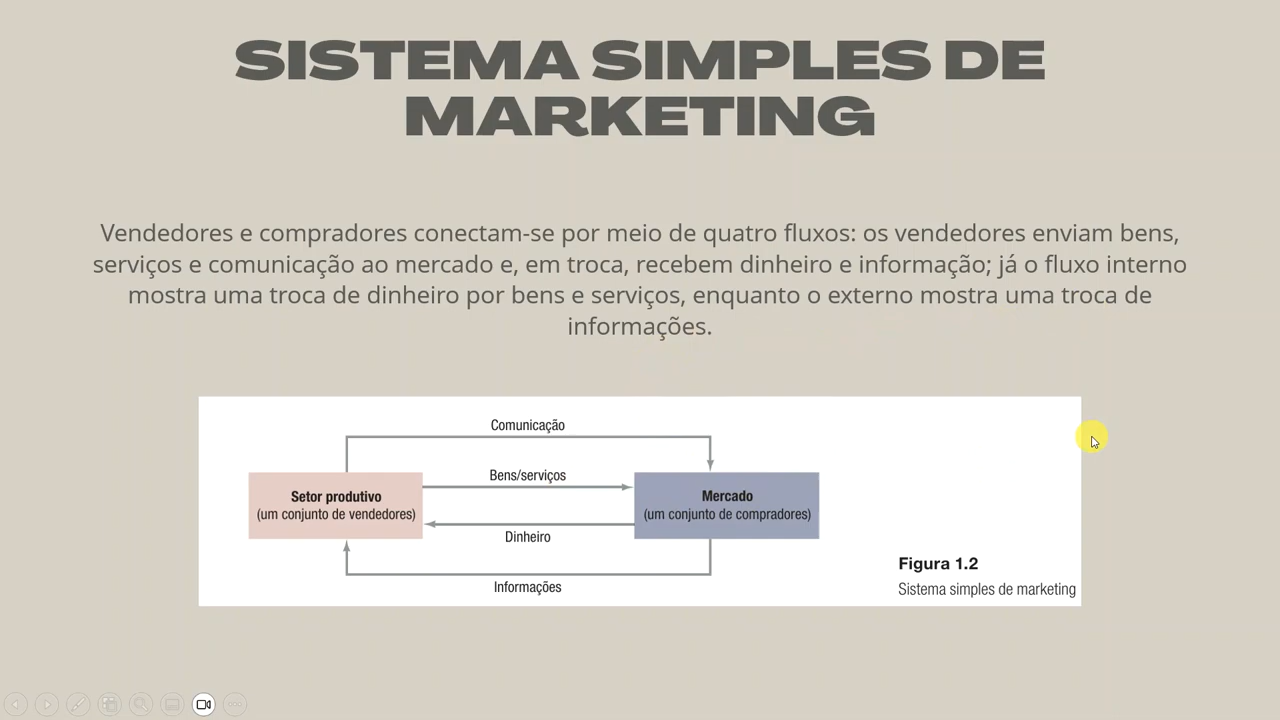 SISTEMA SIMPLES DE
MARKETING
Vendedores e compradores conectam-se por meio de quatro fluxos: os vendedores enviam bens,
serviços e comunicação ao mercado e, em troca, recebem dinheiro e informação; já o fluxo interno
mostra uma troca de dinheiro por bens e serviços, enquanto o externo mostra uma troca de
informações.
Comunicação
Bens/serviços
Setor produtivo
(um conjunto de vendedores)
Mercado
(um conjunto de compradores)
Dinheiro
Informações
Figura 1.2
Sistema simples de marketing